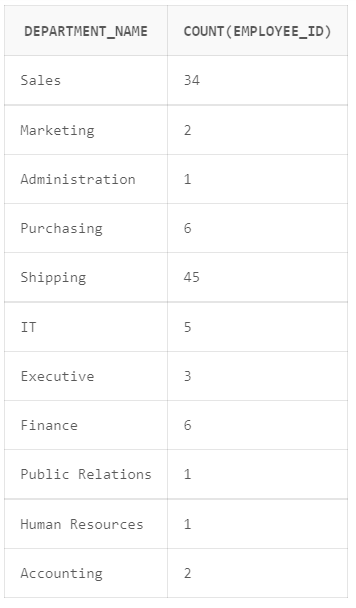 DEPARTMENT_NAME COUNT(EMPLOYEE_ID)
Sales 34
Marketing 2
Administration 1
Purchasing 6
Shipping 45
IT 5
Executive 3
Finance 6
Public Relations 1
Human Resources 1
Accounting 2